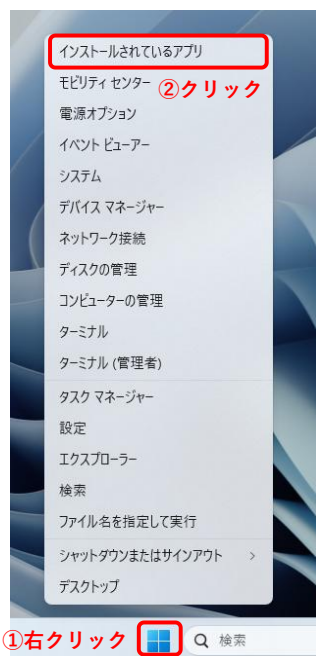 インストールされているアプリ
モビリティ センター
②クリック
電源オプション
イベント ビューアー
システム
デバイス マネージャー
ネットワーク接続
ディスクの管理
コンピューターの管理
ターミナル
ターミナル (管理者)
タスク マネージャー
設定
エクスプローラー
検索
ファイル名を指定して実行
シャットダウンまたはサインアウト >
デスクトップ
①右クリック
検索